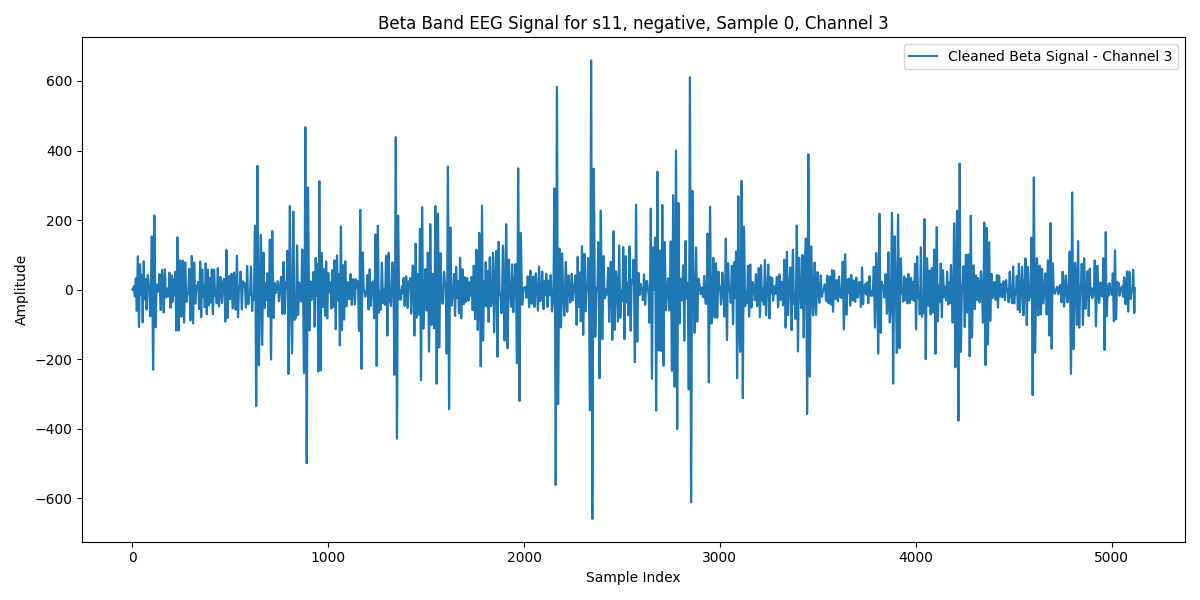 Beta Band EEG Signal for s11, negative, Sample 0, Channel 3
Cleaned Beta Signal - Channel 3
Amplitude
600
400
200
0
−200
−400
−600
0 1000 2000 3000 4000 5000
Sample Index